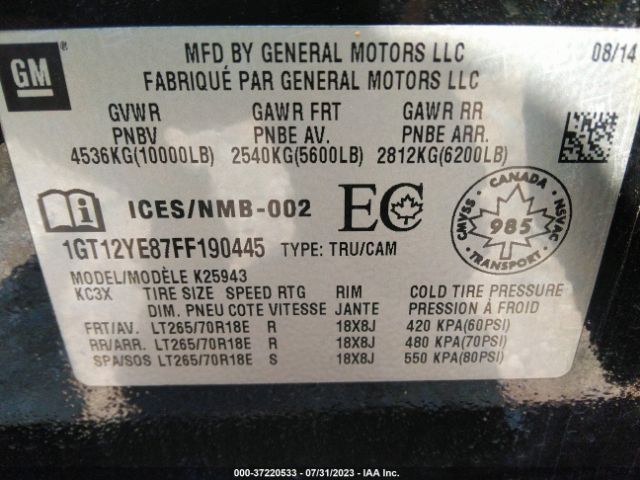 GM
MFD BY GENERAL MOTORS LLC 08/14
FABRIQUÉ PAR GENERAL MOTORS LLC
GVWR GAWR FRT GAWR RR
PNBV PNBE AV. PNBE ARR.
4536KG(10000LB) 2540KG(5600LB) 2812KG(6200LB)
ICES/NMB-002 EC
CANADA
CMVSS 985 NSVAC
TRANSPORT
1GT12YE87FF190445 TYPE: TRU/CAM
MODEL/MODÈLE K25943
KC3X TIRE SIZE SPEED RTG RIM COLD TIRE PRESSURE
DIM. PNEU COTE VITESSE JANTE PRESSION À FROID
FRT/AV. LT265/70R18E R 18X8J 420 KPA(60PSI)
RR/ARR. LT265/70R18E R 18X8J 480 KPA(70PSI)
SPA/SOS LT265/70R18E S 18X8J 550 KPA(80PSI)
000-37220533 - 07/31/2023 - IAA Inc.